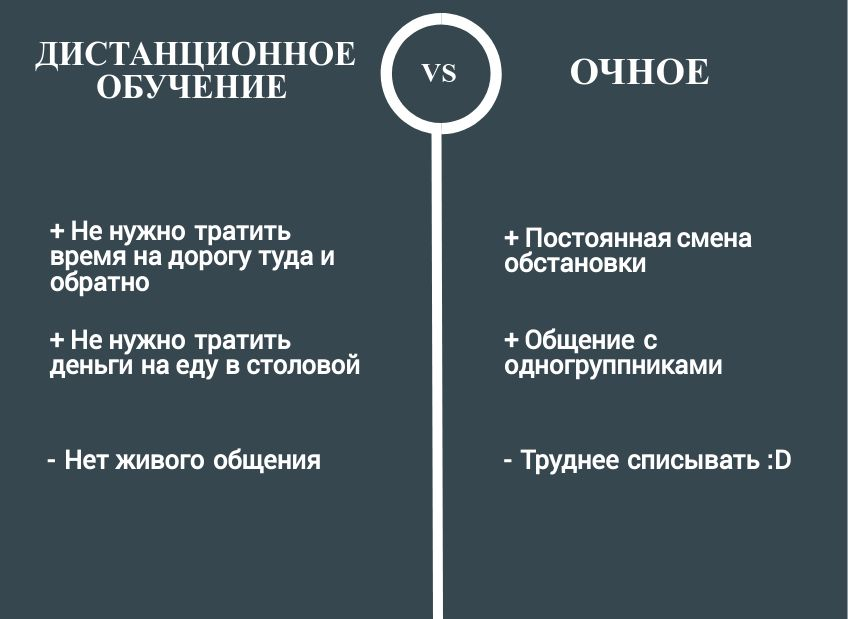 ДИСТАНЦИОННОЕ
ОБУЧЕНИЕ
VS
ОЧНОЕ
+ Не нужно тратить
время на дорогу туда и
обратно
+ Не нужно тратить
деньги на еду в столовой
- Нет живого общения
+ Постоянная смена
обстановки
+ Общение с
одногруппниками
- Труднее списывать :D